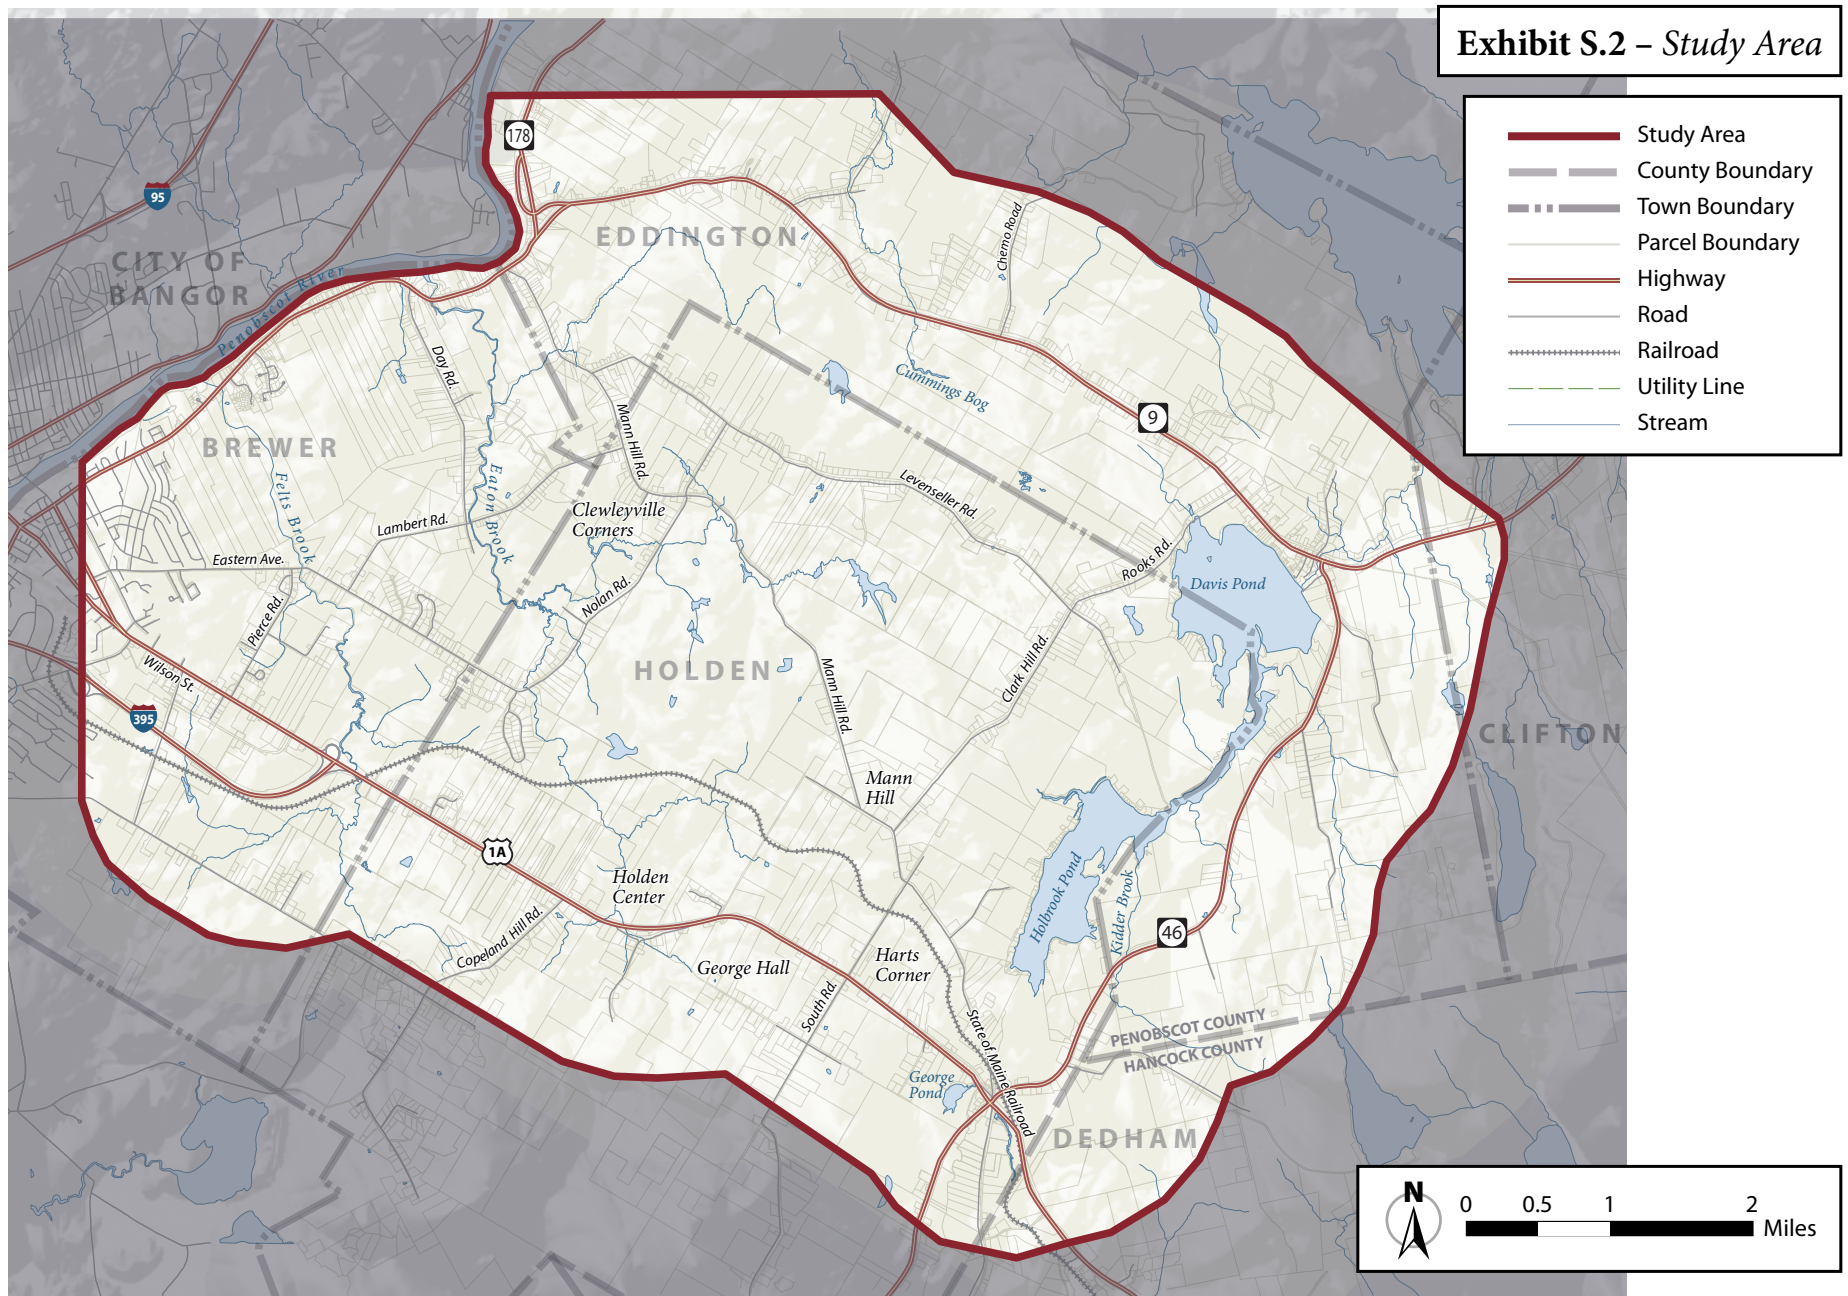 Exhibit S.2 – Study Area
Study Area
County Boundary
Town Boundary
Parcel Boundary
Highway
Road
Railroad
Utility Line
Stream
178
95
EDDINGTON
Chemo Road
CITY OF
BANGOR
Penobscot River
Day Rd.
Cummings Bog
9
BREWER
Mann Hill Rd.
Felts Brook
Eaton Brook
Levenseller Rd.
Clewleyville
Corners
Lambert Rd.
Eastern Ave.
Rooks Rd.
Davis Pond
Nolan Rd.
Pierce Rd.
HOLDEN
Clark Hill Rd.
Wilson St.
Mann Hill Rd.
395
CLIFTON
Mann
Hill
1A
Holden
Center
Holbrook Pond
Kidder Brook
46
Copeland Hill Rd.
George Hall
Harts
Corner
South Rd.
State of Maine Railroad
PENOBSCOT COUNTY
HANCOCK COUNTY
George
Pond
DEDHAM
N
0 0.5 1 2
Miles